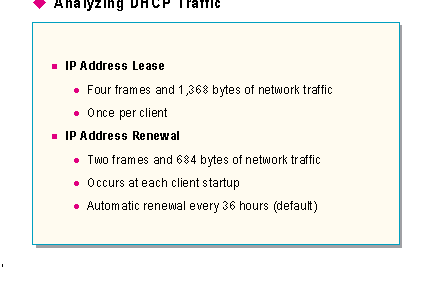 Analyzing DHCP Traffic
IP Address Lease
Four frames and 1,368 bytes of network traffic
Once per client
IP Address Renewal
Two frames and 684 bytes of network traffic
Occurs at each client startup
Automatic renewal every 36 hours (default)